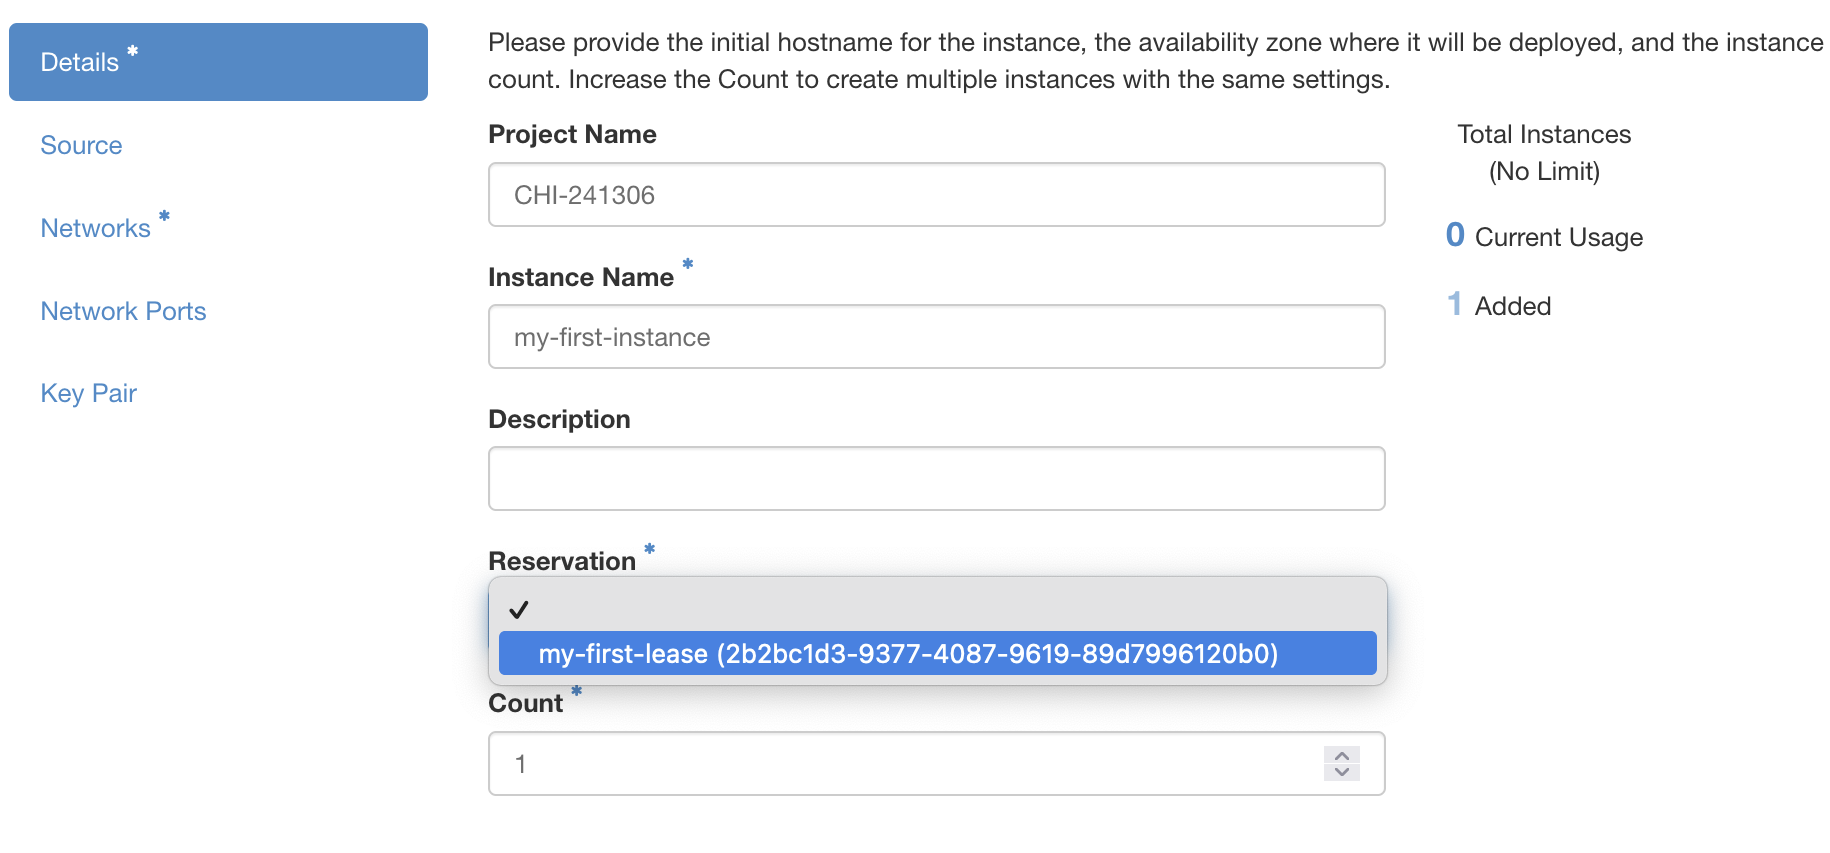 Details *
Source
Networks *
Network Ports
Key Pair
Please provide the initial hostname for the instance, the availability zone where it will be deployed, and the instance
count. Increase the Count to create multiple instances with the same settings.
Project Name
CHI-241306
Instance Name *
my-first-instance
Description
Reservation *
✓
my-first-lease (2b2bc1d3-9377-4087-9619-89d7996120b0)
Count *
1
Total Instances
(No Limit)
0 Current Usage
1 Added